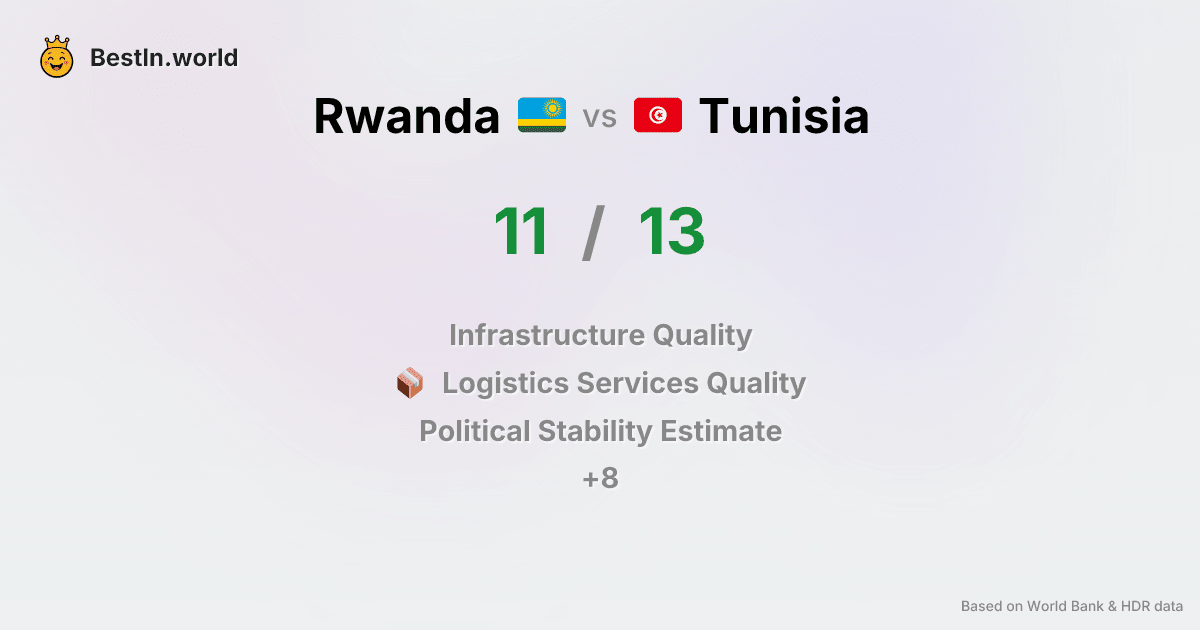 BestIn.world
Rwanda vs Tunisia
11 / 13
Infrastructure Quality
Logistics Services Quality
Political Stability Estimate
+8
Based on World Bank & HDR data